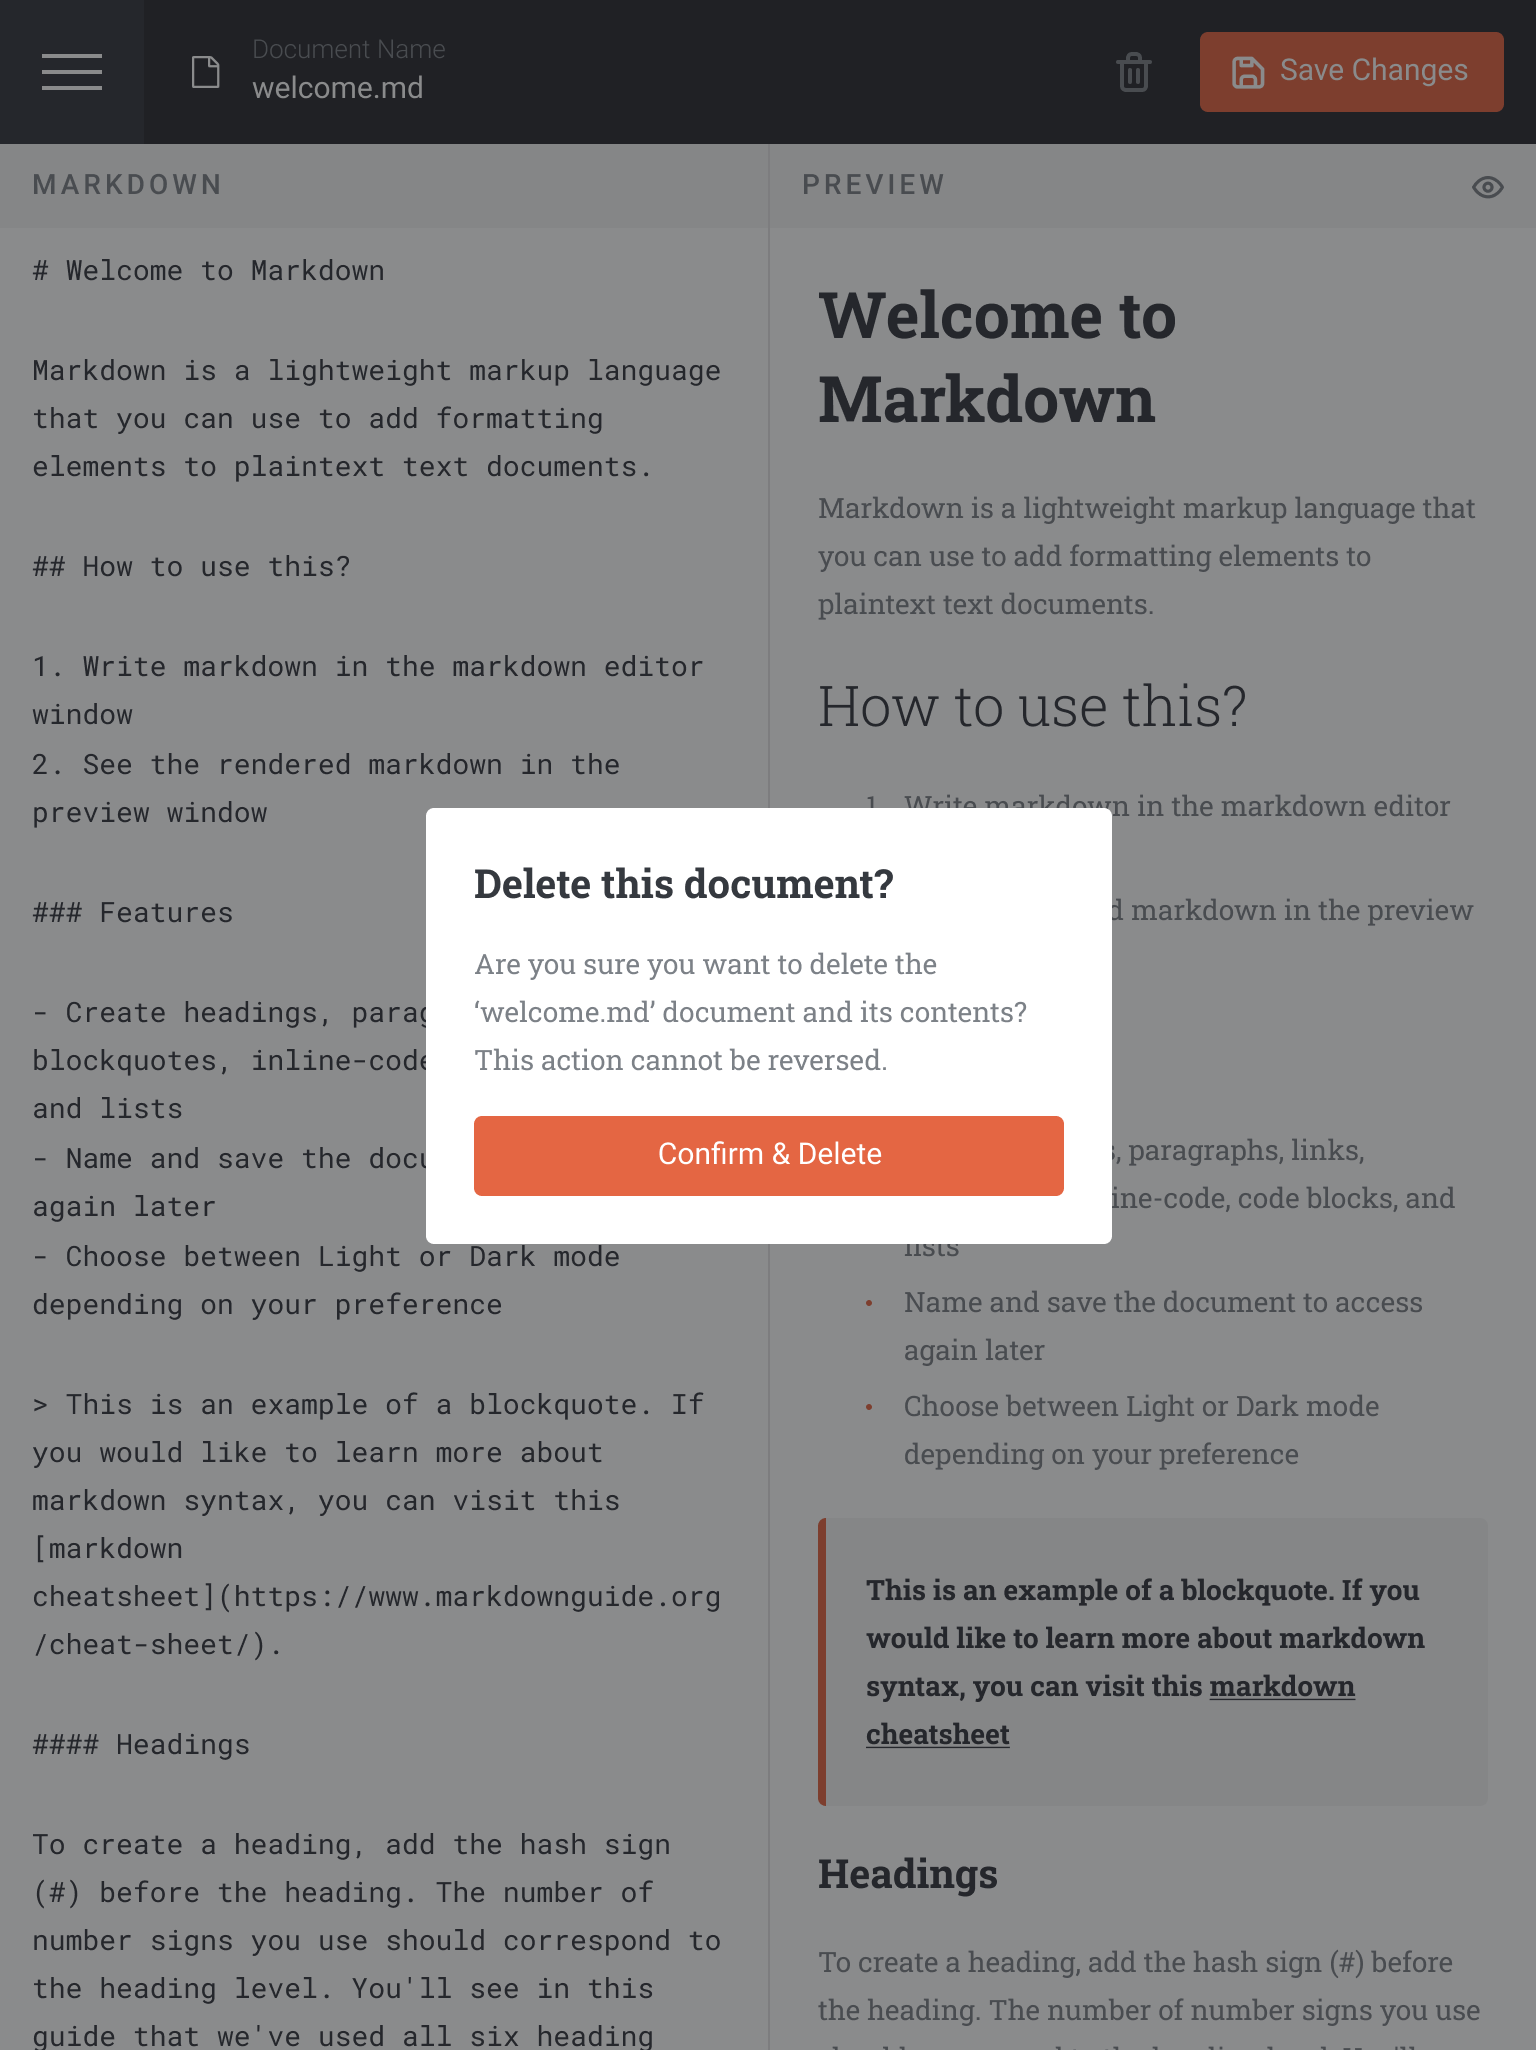 Document Name
welcome.md
Save Changes
MARKDOWN
# Welcome to Markdown
Markdown is a lightweight markup language
that you can use to add formatting
elements to plaintext text documents.
## How to use this?
1. Write markdown in the markdown editor
window
2. See the rendered markdown in the
preview window
### Features
- Create headings,
blockquotes,
and lists
- Name and save the
again later
- Choose between Light or Dark mode
depending on your preference
> This is an example of a blockquote. If
you would like to learn more about
markdown syntax, you can visit this
[markdown
cheatsheet](https://www.markdownguide.org
/cheat-sheet/).
#### Headings
To create a heading, add the hash sign
(#) before the heading. The number of
number signs you use should correspond to
the heading level. You'll see in this
guide that we've used all six heading
PREVIEW
Welcome to
Markdown
Markdown is a lightweight markup language that
you can use to add formatting elements to
plaintext text documents.
How to use this?
1. Write markdown in the markdown editor
markdown in the preview
paragraphs, links,
code blocks, and
lists
• Name and save the document to access
again later
• Choose between Light or Dark mode
depending on your preference
This is an example of a blockquote. If you
would like to learn more about markdown
syntax, you can visit this markdown
cheatsheet
Headings
To create a heading, add the hash sign (#) before
the heading. The number of number signs you use
Delete this document?
Are you sure you want to delete the
‘welcome.md’ document and its contents?
This action cannot be reversed.
Confirm & Delete